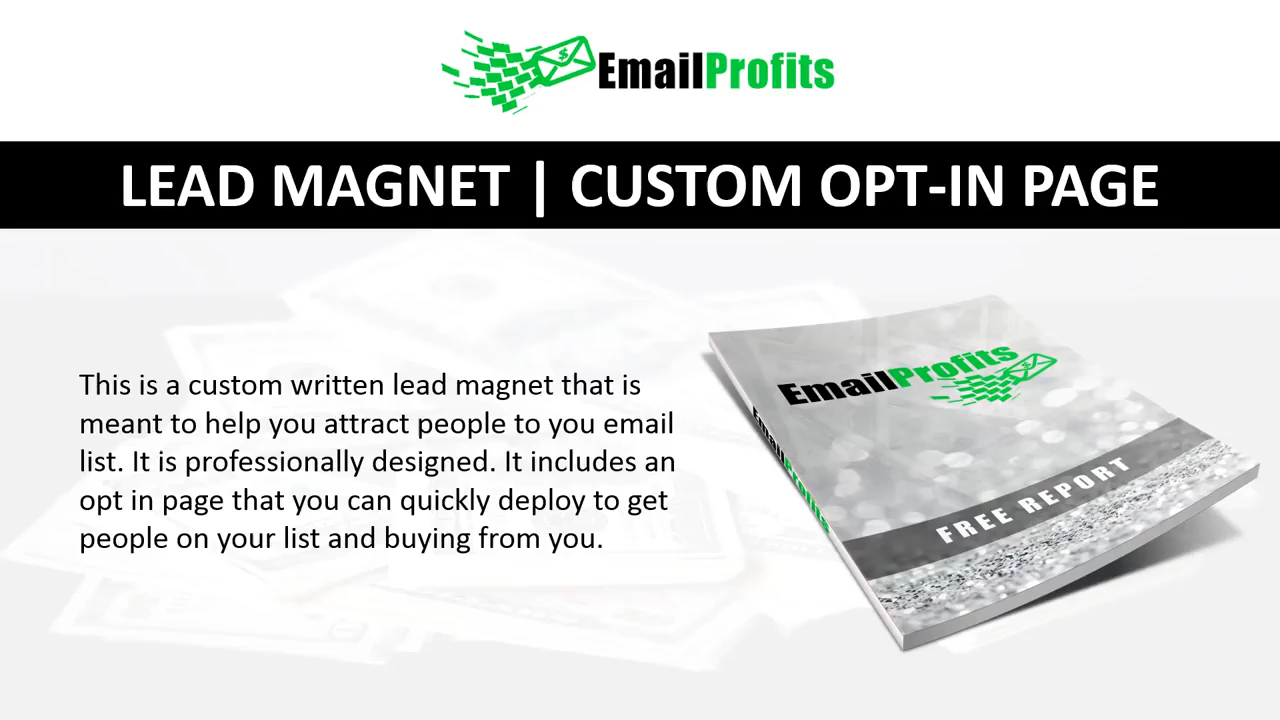 EmailProfits
LEAD MAGNET | CUSTOM OPT-IN PAGE
This is a custom written lead magnet that is
meant to help you attract people to you email
list. It is professionally designed. It includes an
opt in page that you can quickly deploy to get
people on your list and buying from you.
EmailProfits
EmailProfits
FREE REPORT